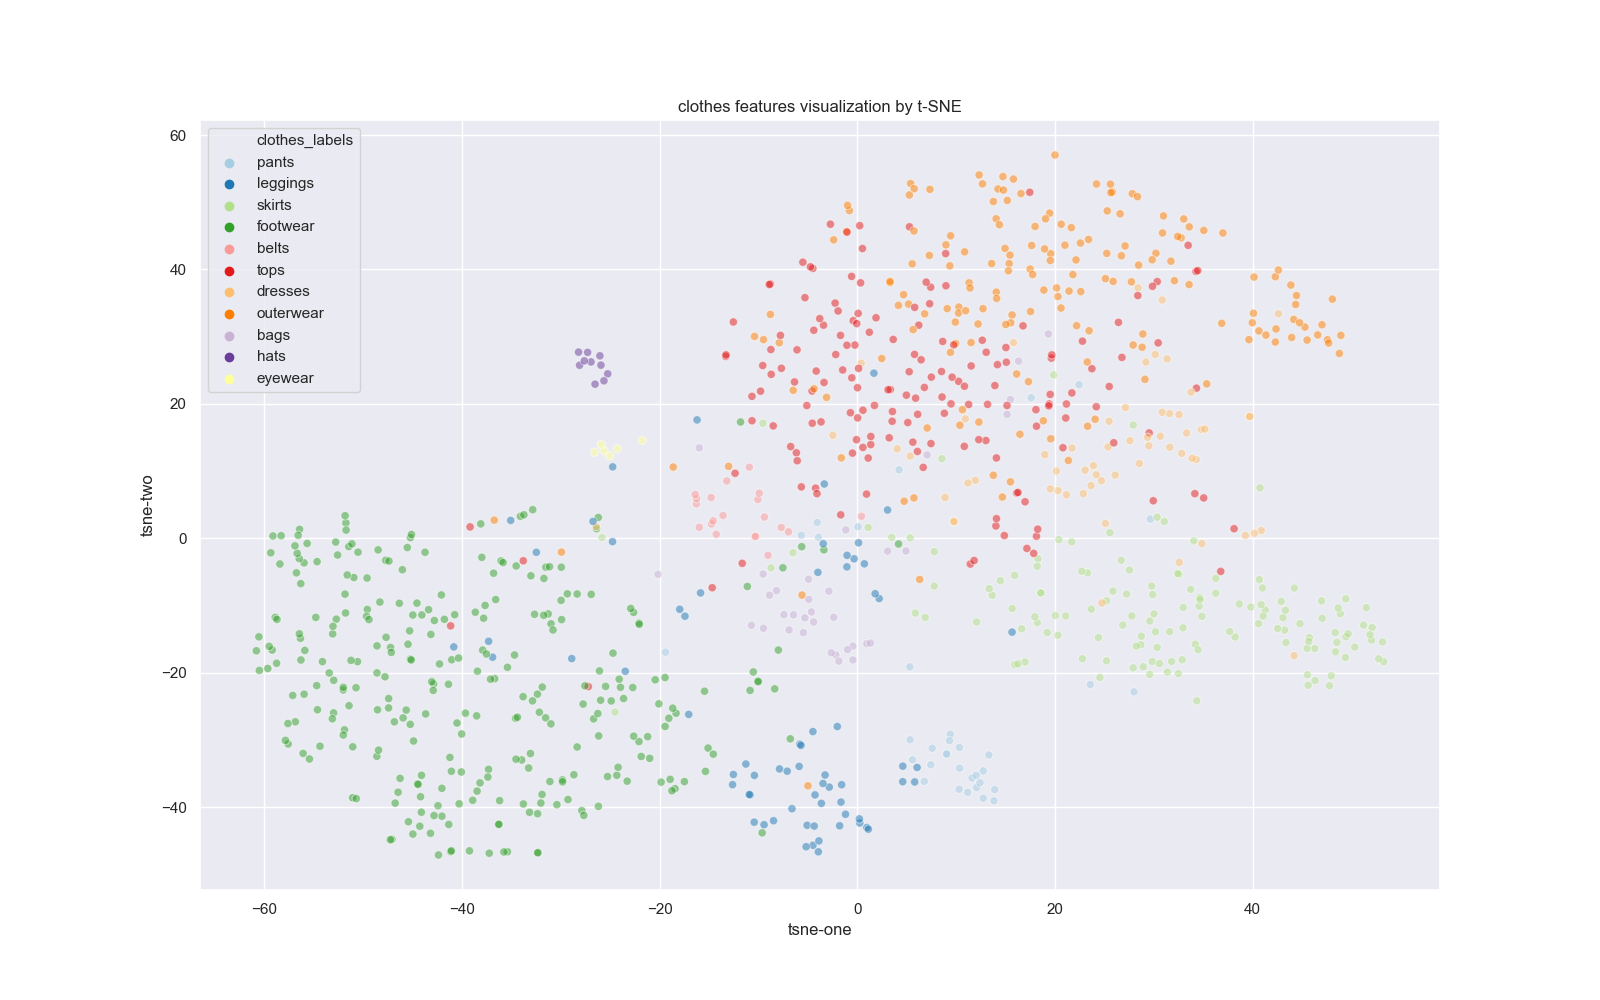 clothes features visualization by t-SNE
clothes_labels
pants
leggings
skirts
footwear
belts
tops
dresses
outerwear
bags
hats
eyewear
60
40
20
0
−20
−40
tsne-two
−60 −40 −20 0 20 40
tsne-one